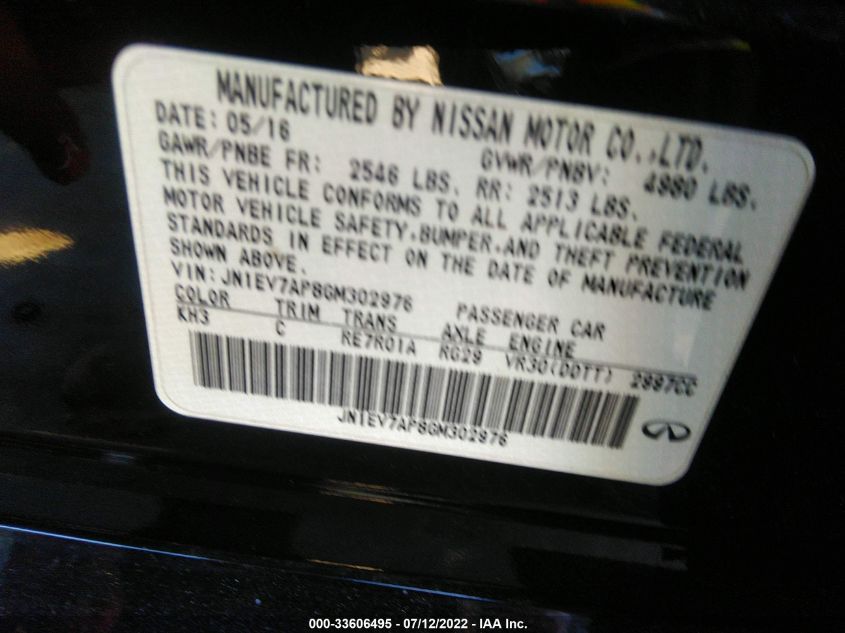 MANUFACTURED BY NISSAN MOTOR CO.,LTD.
DATE: 05/16 GVWR/PNBV: 4980 LBS.
GAWR/PNBE FR: 2546 LBS. RR: 2513 LBS.
THIS VEHICLE CONFORMS TO ALL APPLICABLE FEDERAL
MOTOR VEHICLE SAFETY,BUMPER,AND THEFT PREVENTION
STANDARDS IN EFFECT ON THE DATE OF MANUFACTURE
SHOWN ABOVE.
VIN: JN1EV7AP8GM302976 PASSENGER CAR
COLOR TRIM TRANS AXLE ENGINE
KH3 C RE7R01A RG29 VR30(DDTT) 2997CC
JN1EV7AP8GM302976
000-33606495 - 07/12/2022 - IAA Inc.